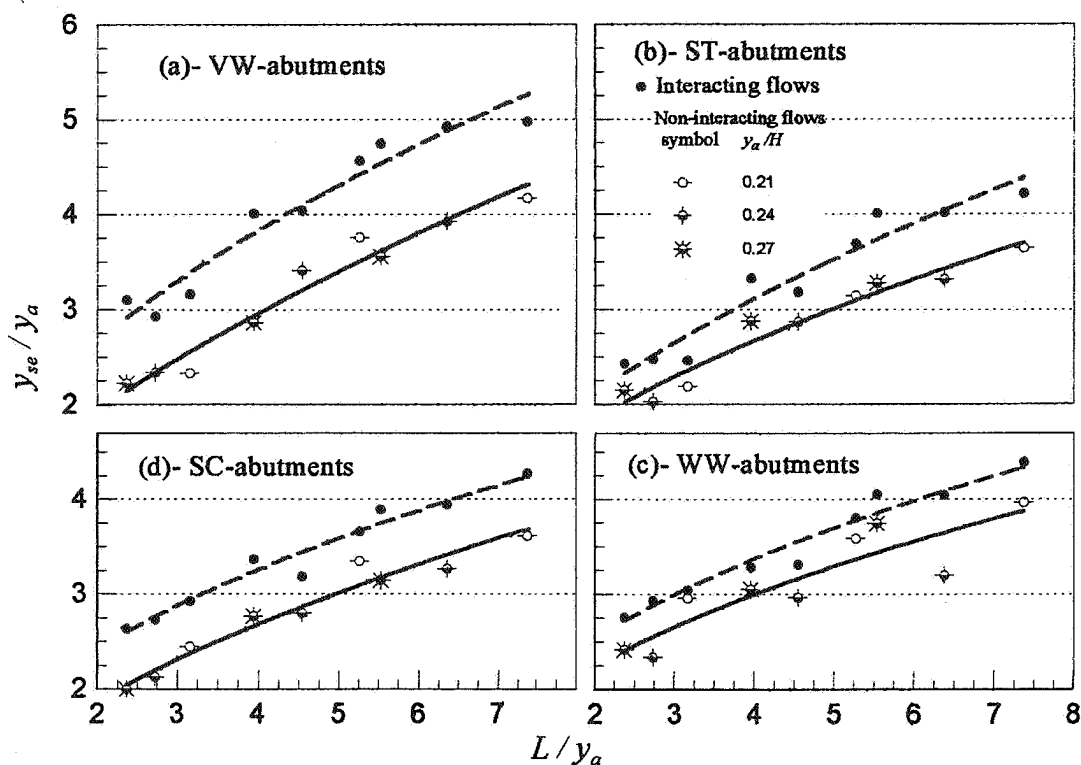 6
5
4
3
2
(a)- VW-abutments
(b)- ST-abutments
Interacting flows
Non-interacting flows
symbol y_a/H
0.21
0.24
0.27
y_se / y_a
4
3
2
(d)- SC-abutments
(c)- WW-abutments
2 3 4 5 6 7 2 3 4 5 6 7 8
L / y_a